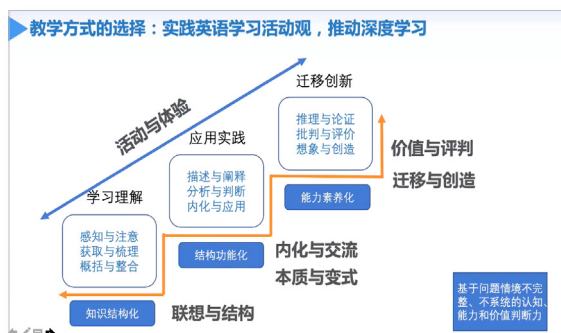 教学方式的选择：实践英语学习活动观，推动深度学习
迁移创新
推理与论证
批判与评价
想象与创造
活动与体验
应用实践
描述与阐释
分析与判断
内化与应用
价值与评判
迁移与创造
能力素养化
学习理解
感知与注意
获取与梳理
概括与整合
结构功能化
内化与交流
本质与变式
知识结构化
联想与结构
基于问题情境不完
整、不系统的认知、
能力和价值判断力